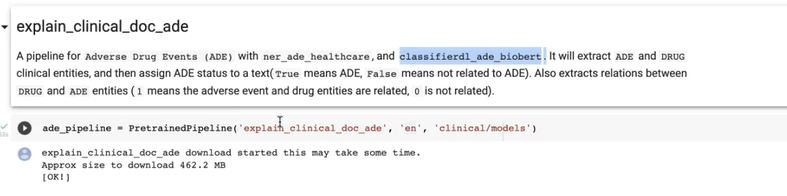 explain_clinical_doc_ade
A pipeline for Adverse Drug Events (ADE) with ner_ade_healthcare, and classifierdl_ade_biobert. It will extract ADE and DRUG
clinical entities, and then assign ADE status to a text( True means ADE, False means not related to ADE). Also extracts relations between
DRUG and ADE entities ( 1 means the adverse event and drug entities are related, 0 is not related).
ade_pipeline = PretrainedPipeline('explain_clinical_doc_ade', 'en', 'clinical/models')
explain_clinical_doc_ade download started this may take some time.
Approx size to download 462.2 MB
[OK!]